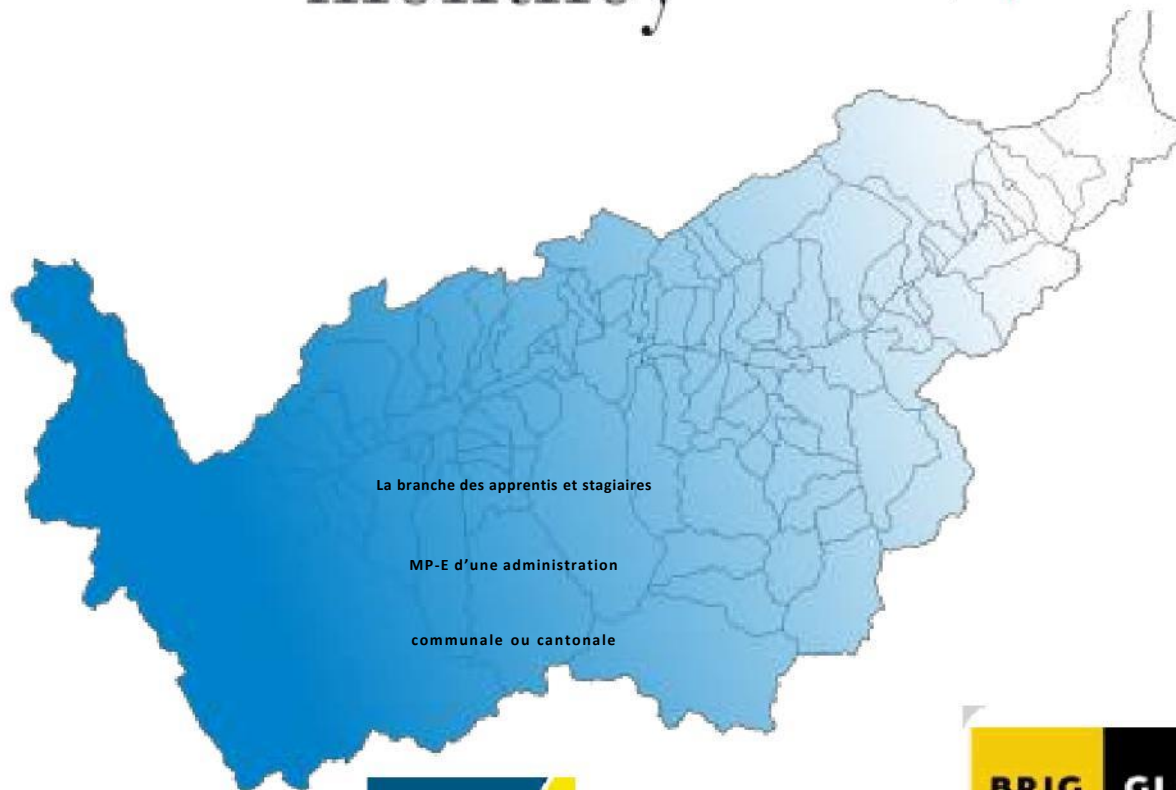 La branche des apprentis et stagiaires
MP-E d’une administration
communale ou cantonale
BRIG